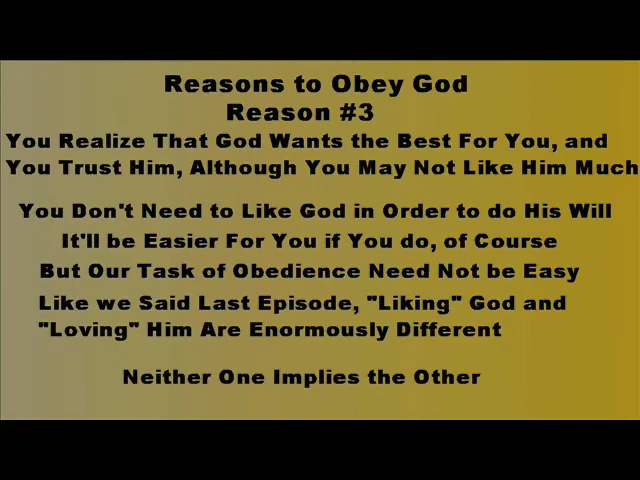 Reasons to Obey God
Reason #3
You Realize That God Wants the Best For You, and
You Trust Him, Although You May Not Like Him Much
You Don't Need to Like God in Order to do His Will
It'll be Easier For You if You do, of Course
But Our Task of Obedience Need Not be Easy
Like we Said Last Episode, "Liking" God and
"Loving" Him Are Enormously Different
Neither One Implies the Other